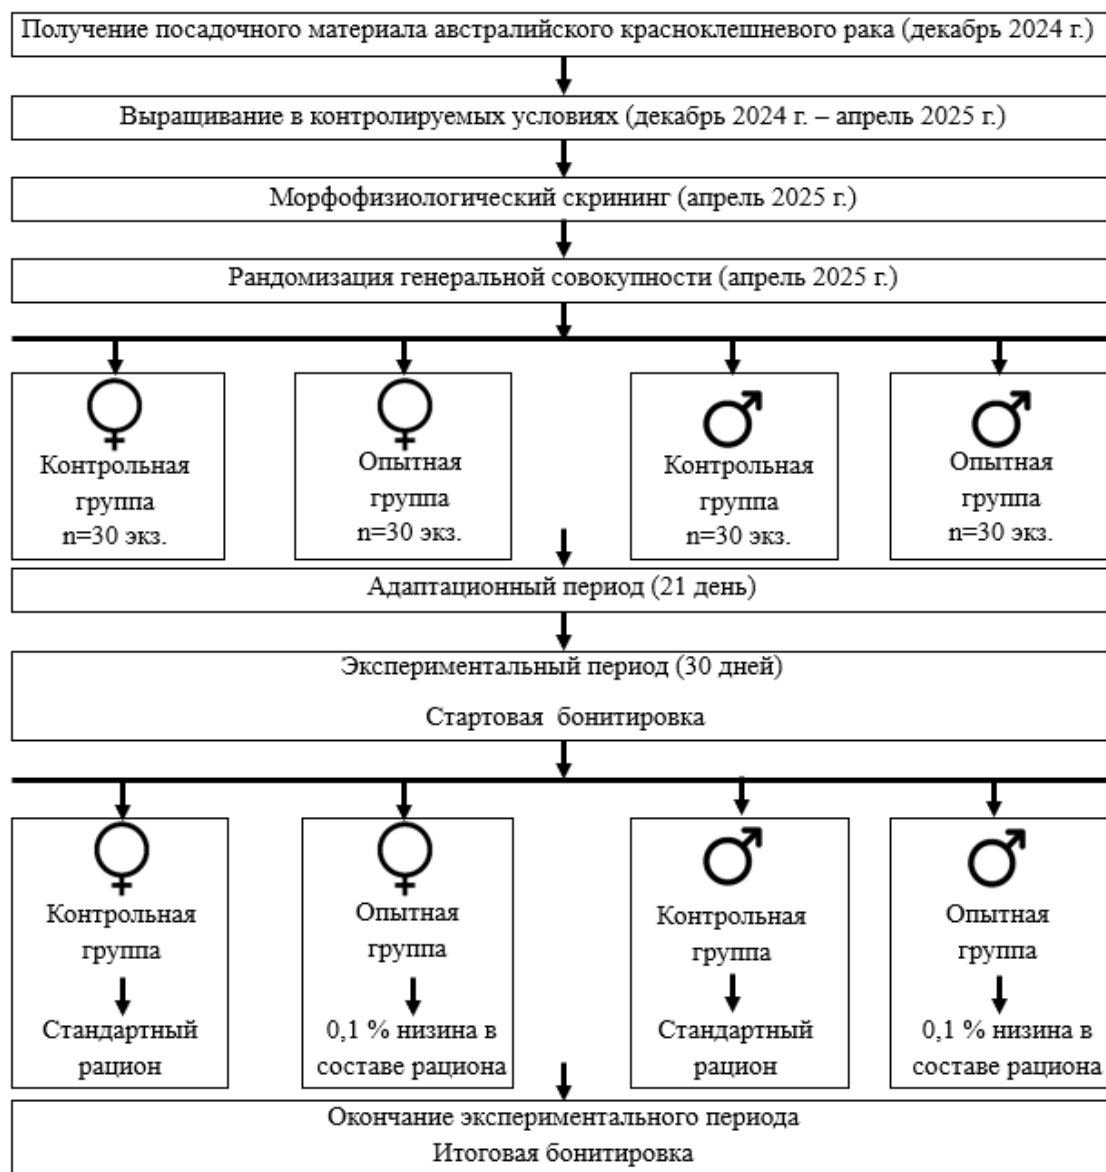 Получение посадочного материала австралийского красноклешневого рака (декабрь 2024 г.)
Выращивание в контролируемых условиях (декабрь 2024 г. – апрель 2025 г.)
Морфофизиологический скрининг (апрель 2025 г.)
Рандомизация генеральной совокупности (апрель 2025 г.)
Контрольная
группа
n=30 экз.
Опытная
группа
n=30 экз.
Контрольная
группа
n=30 экз.
Опытная
группа
n=30 экз.
Адаптационный период (21 день)
Экспериментальный период (30 дней)
Стартовая бонитировка
Контрольная
группа
Стандартный
рацион
Опытная
группа
0,1 % низина в
составе рациона
Контрольная
группа
Стандартный
рацион
Опытная
группа
0,1 % низина в
составе рациона
Окончание экспериментального периода
Итоговая бонитировка